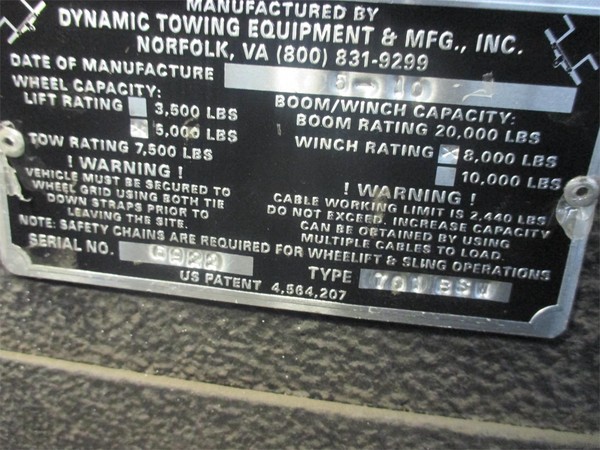 MANUFACTURED BY
DYNAMIC TOWING EQUIPMENT & MFG., INC.
NORFOLK, VA (800) 831-9299
DATE OF MANUFACTURE
WHEEL CAPACITY:
LIFT RATING 3,500 LBS
5,000 LBS
TOW RATING 7,500 LBS
! WARNING !
VEHICLE MUST BE SECURED TO
WHEEL GRID USING BOTH TIE
DOWN STRAPS PRIOR TO
LEAVING THE SITE.
BOOM/WINCH CAPACITY:
BOOM RATING 20,000 LBS
WINCH RATING 8,000 LBS
10,000 LBS
! WARNING !
CABLE WORKING LIMIT IS 2,440 LBS
DO NOT EXCEED. INCREASE CAPACITY
CAN BE OBTAINED BY USING
MULTIPLE CABLES TO LOAD.
NOTE: SAFETY CHAINS ARE REQUIRED FOR WHEELIFT & SLING OPERATIONS
SERIAL NO.
TYPE
US PATENT 4,564,207